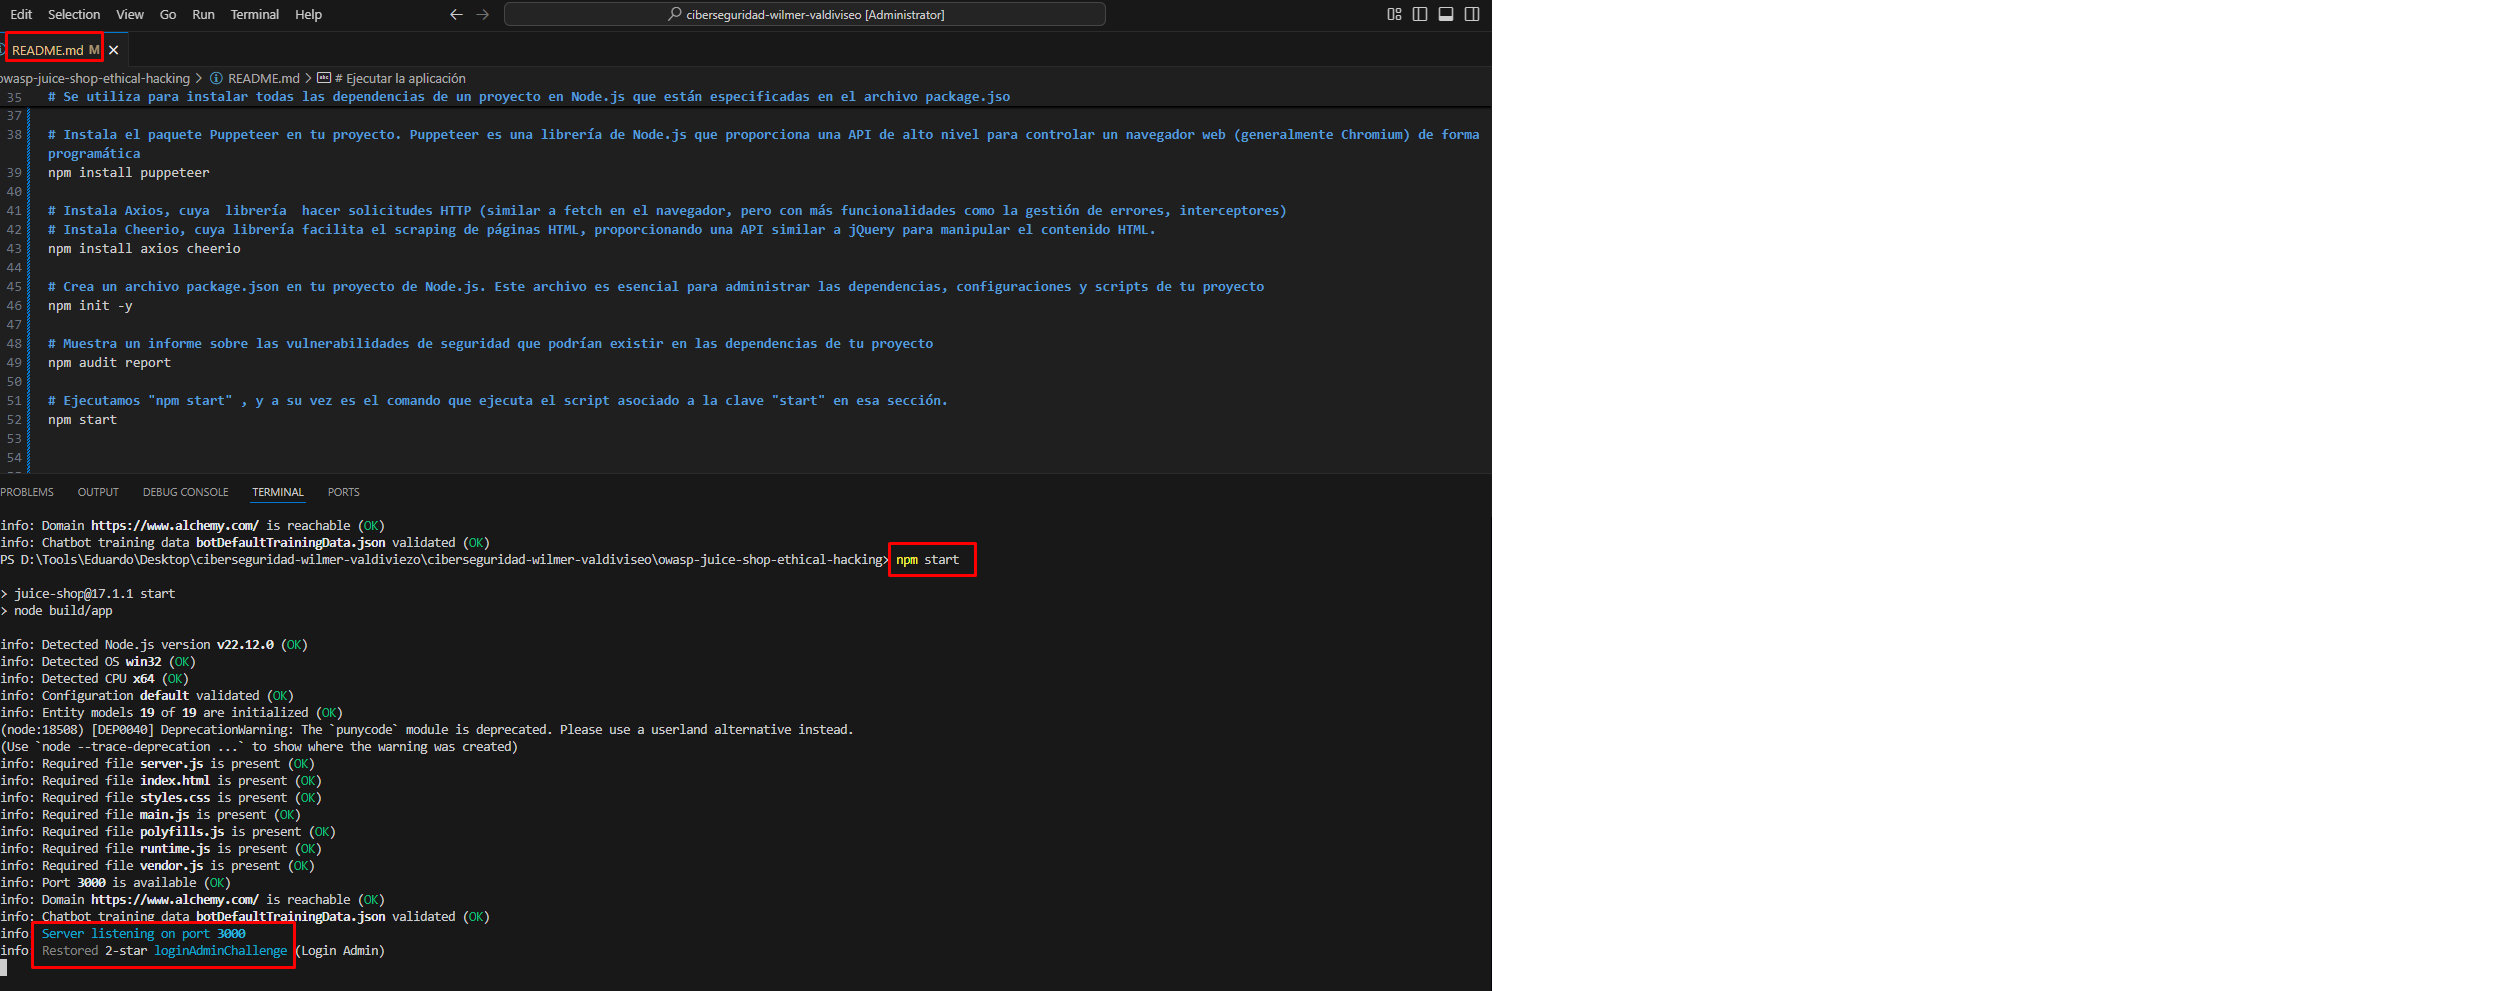 Edit Selection View Go Run Terminal Help ciberseguridad-wilmer-valdiviseo [Administrator]
README.md M
owasp-juice-shop-ethical-hacking > README.md > # Ejecutar la aplicación
35 # Se utiliza para instalar todas las dependencias de un proyecto en Node.js que están especificadas en el archivo package.jso
37
38 # Instala el paquete Puppeteer en tu proyecto. Puppeteer es una librería de Node.js que proporciona una API de alto nivel para controlar un navegador web (generalmente Chromium) de forma
programática
39 npm install puppeteer
40
41 # Instala Axios, cuya librería hacer solicitudes HTTP (similar a fetch en el navegador, pero con más funcionalidades como la gestión de errores, interceptores)
42 # Instala Cheerio, cuya librería facilita el scraping de páginas HTML, proporcionando una API similar a jQuery para manipular el contenido HTML.
43 npm install axios cheerio
44
45 # Crea un archivo package.json en tu proyecto de Node.js. Este archivo es esencial para administrar las dependencias, configuraciones y scripts de tu proyecto
46 npm init -y
47
48 # Muestra un informe sobre las vulnerabilidades de seguridad que podrían existir en las dependencias de tu proyecto
49 npm audit report
50
51 # Ejecutamos "npm start" , y a su vez es el comando que ejecuta el script asociado a la clave "start" en esa sección.
52 npm start
53
54
PROBLEMS OUTPUT DEBUG CONSOLE TERMINAL PORTS
info: Domain https://www.alchemy.com/ is reachable (OK)
info: Chatbot training data botDefaultTrainingData.json validated (OK)
PS D:\Tools\Eduardo\Desktop\ciberseguridad-wilmer-valdiviezo\ciberseguridad-wilmer-valdiviseo\owasp-juice-shop-ethical-hacking> npm start
> juice-shop@17.1.1 start
> node build/app
info: Detected Node.js version v22.12.0 (OK)
info: Detected OS win32 (OK)
info: Detected CPU x64 (OK)
info: Configuration default validated (OK)
info: Entity models 19 of 19 are initialized (OK)
(node:18508) [DEP0040] DeprecationWarning: The `punycode` module is deprecated. Please use a userland alternative instead.
(Use `node --trace-deprecation ...` to show where the warning was created)
info: Required file server.js is present (OK)
info: Required file index.html is present (OK)
info: Required file styles.css is present (OK)
info: Required file main.js is present (OK)
info: Required file polyfills.js is present (OK)
info: Required file runtime.js is present (OK)
info: Required file vendor.js is present (OK)
info: Port 3000 is available (OK)
info: Domain https://www.alchemy.com/ is reachable (OK)
info: Chatbot training data botDefaultTrainingData.json validated (OK)
info Server listening on port 3000
info Restored 2-star loginAdminChallenge (Login Admin)